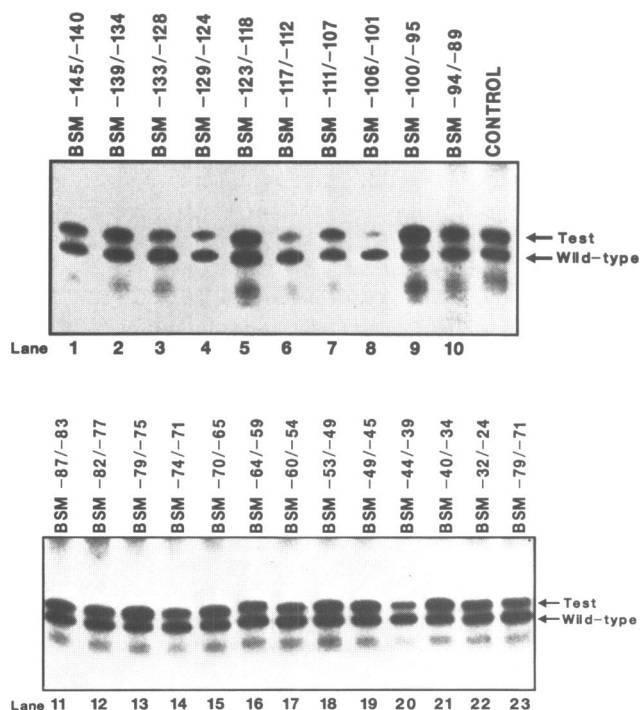 BSM -145/-140
BSM -139/-134
BSM -133/-128
BSM -129/-124
BSM -123/-118
BSM -117/-112
BSM -111/-107
BSM -106/-101
BSM -100/-95
BSM -94/-89
CONTROL
Test
Wild-type
Lane 1 2 3 4 5 6 7 8 9 10
BSM -87/-83
BSM -82/-77
BSM -79/-75
BSM -74/-71
BSM -70/-65
BSM -64/-59
BSM -60/-54
BSM -53/-49
BSM -49/-45
BSM -44/-39
BSM -40/-34
BSM -32/-24
BSM -79/-71
Test
Wild-type
Lane 11 12 13 14 15 16 17 18 19 20 21 22 23